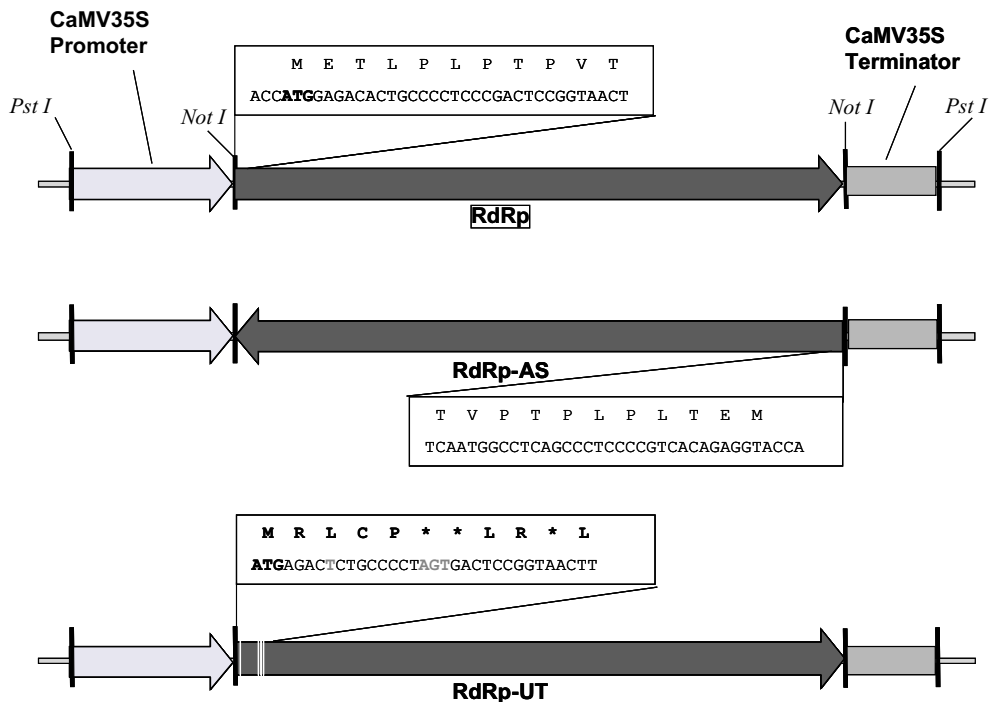 CaMV35S
Promoter
CaMV35S
Terminator
M E T L P L P T P V T
ACCATGGAGACACTGCCCCTCCCGACTCCGGTAACT
Pst I
Not I
Not I
Pst I
RdRp
RdRp-AS
T V P T P L P L T E M
TCAATGGCCTCAGCCCTCCCCGTCACAGAGGTACCA
M R L C P * * L R * L
ATGAGACTCTGCCCCTAGTGACTCCGGTAACTT
RdRp-UT